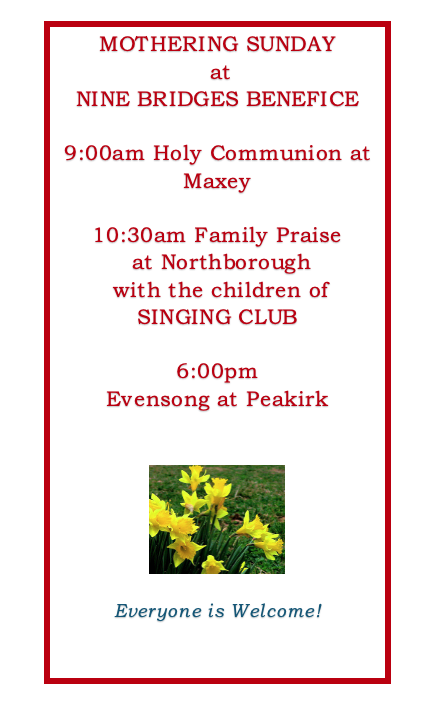 MOTHERING SUNDAY
at
NINE BRIDGES BENEFICE
9:00am Holy Communion at
Maxey
10:30am Family Praise
at Northborough
with the children of
SINGING CLUB
6:00pm
Evensong at Peakirk
Everyone is Welcome!